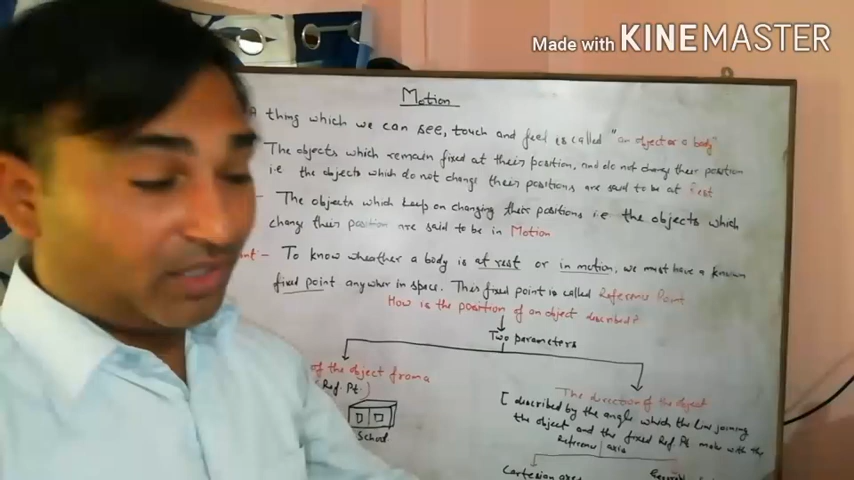 Made with KINEMASTER
Motion
A thing which we can see, touch and feel is called "an object or a body"
The objects which remain fixed at their position, and do not change their position
i.e the objects which do not change their positions are said to be at Rest
The objects which keep on changing their positions i.e the objects which
change their position are said to be in Motion
To know whether a body is at rest or in motion, we must have a known
fixed point anywher in space. This fixed point is called Reference Point
How is the position of an object described?
Two parameters
of the object from a
(Ref. Pt.)
School
The direction of the object
[described by the angle which the line joining
the object and the fixed Ref. Pt make with the
Reference axis
Cartesian axes